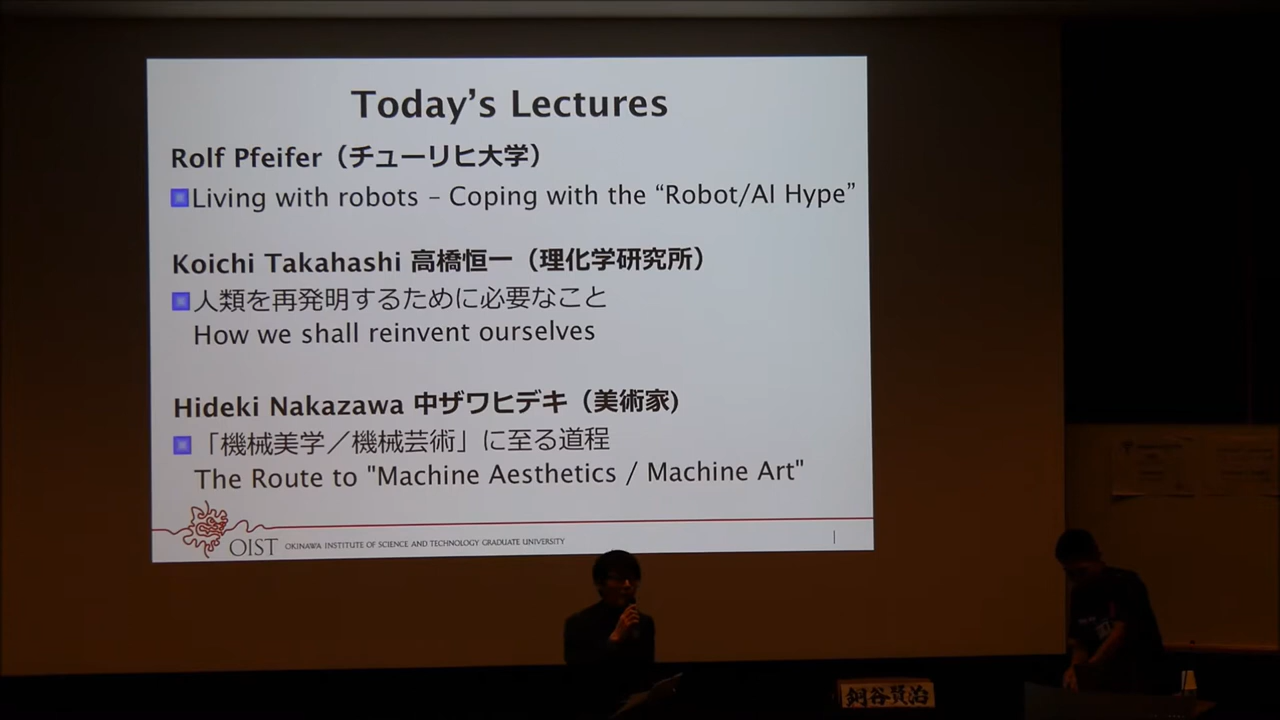 Today's Lectures
Rolf Pfeifer（チューリヒ大学）
Living with robots – Coping with the “Robot/AI Hype”
Koichi Takahashi 高橋恒一（理化学研究所）
人類を再発明するために必要なこと
How we shall reinvent ourselves
Hideki Nakazawa 中ザワヒデキ（美術家)
「機械美学／機械芸術」に至る道程
The Route to "Machine Aesthetics / Machine Art"
OIST OKINAWA INSTITUTE OF SCIENCE AND TECHNOLOGY GRADUATE UNIVERSITY
銅谷賢治